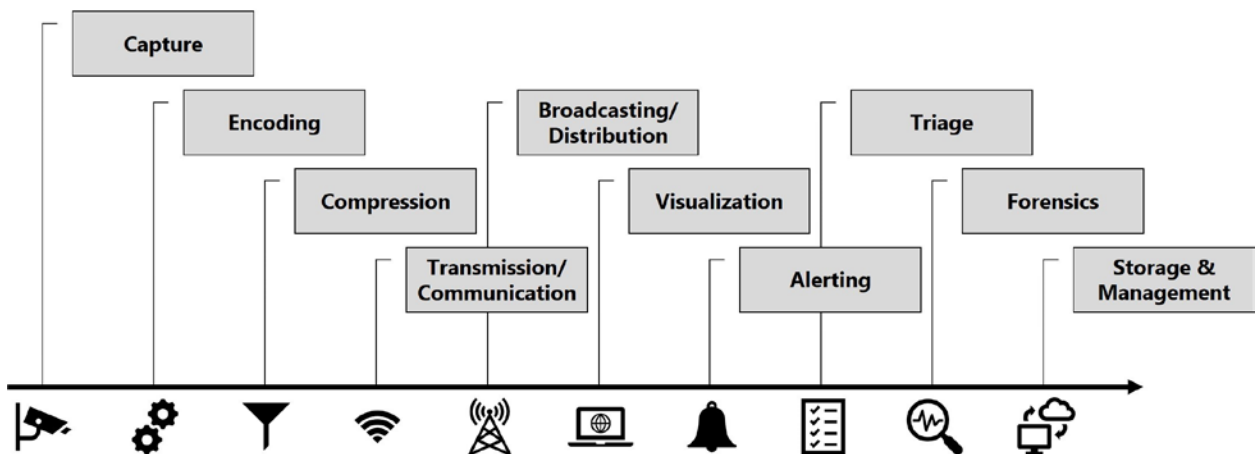 Capture
Encoding
Compression
Transmission/
Communication
Broadcasting/
Distribution
Visualization
Alerting
Triage
Forensics
Storage &
Management